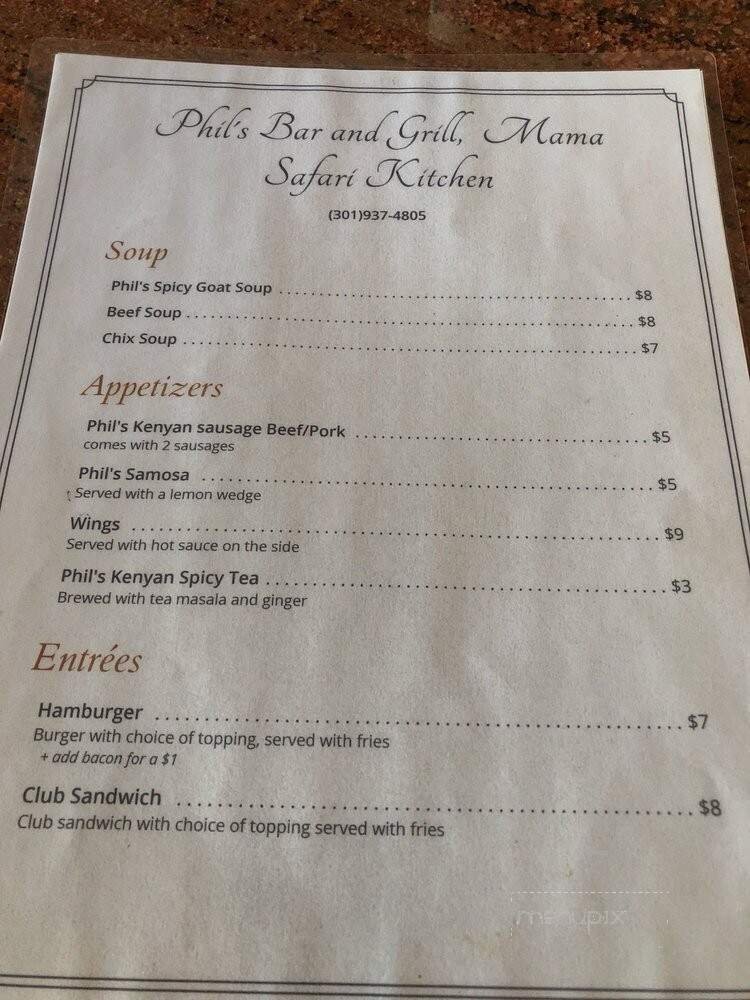 Phil's Bar and Grill, Mama
Safari Kitchen
(301)937-4805
Soup
Phil's Spicy Goat Soup $8
Beef Soup $8
Chix Soup $7
Appetizers
Phil's Kenyan sausage Beef/Pork $5
comes with 2 sausages
Phil's Samosa $5
Served with a lemon wedge
Wings $9
Served with hot sauce on the side
Phil's Kenyan Spicy Tea $3
Brewed with tea masala and ginger
Entrées
Hamburger $7
Burger with choice of topping, served with fries
+ add bacon for a $1
Club Sandwich $8
Club sandwich with choice of topping served with fries
menupix